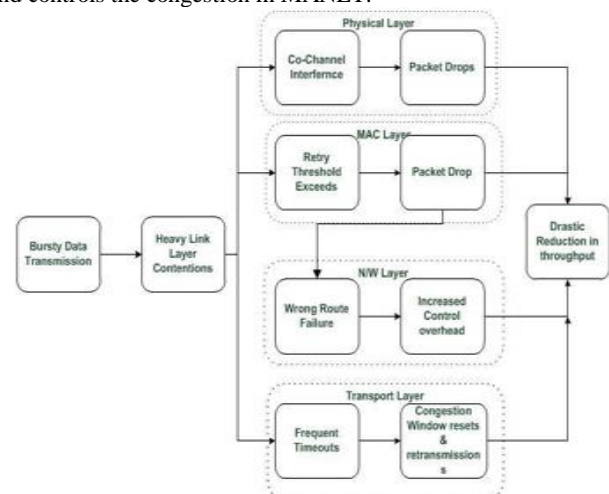 nd controls the congestion in MANET.
Physical Layer
Co-Channel
Interfernce
Packet Drops
MAC Layer
Retry
Threshold
Exceeds
Packet Drop
Bursty Data
Transmission
Heavy Link
Layer
Contentions
Drastic
Reduction in
throughput
N/W Layer
Wrong Route
Failure
Increased
Control
overhead
Transport Layer
Frequent
Timeouts
Congestion
Window resets
&
retransmission
s